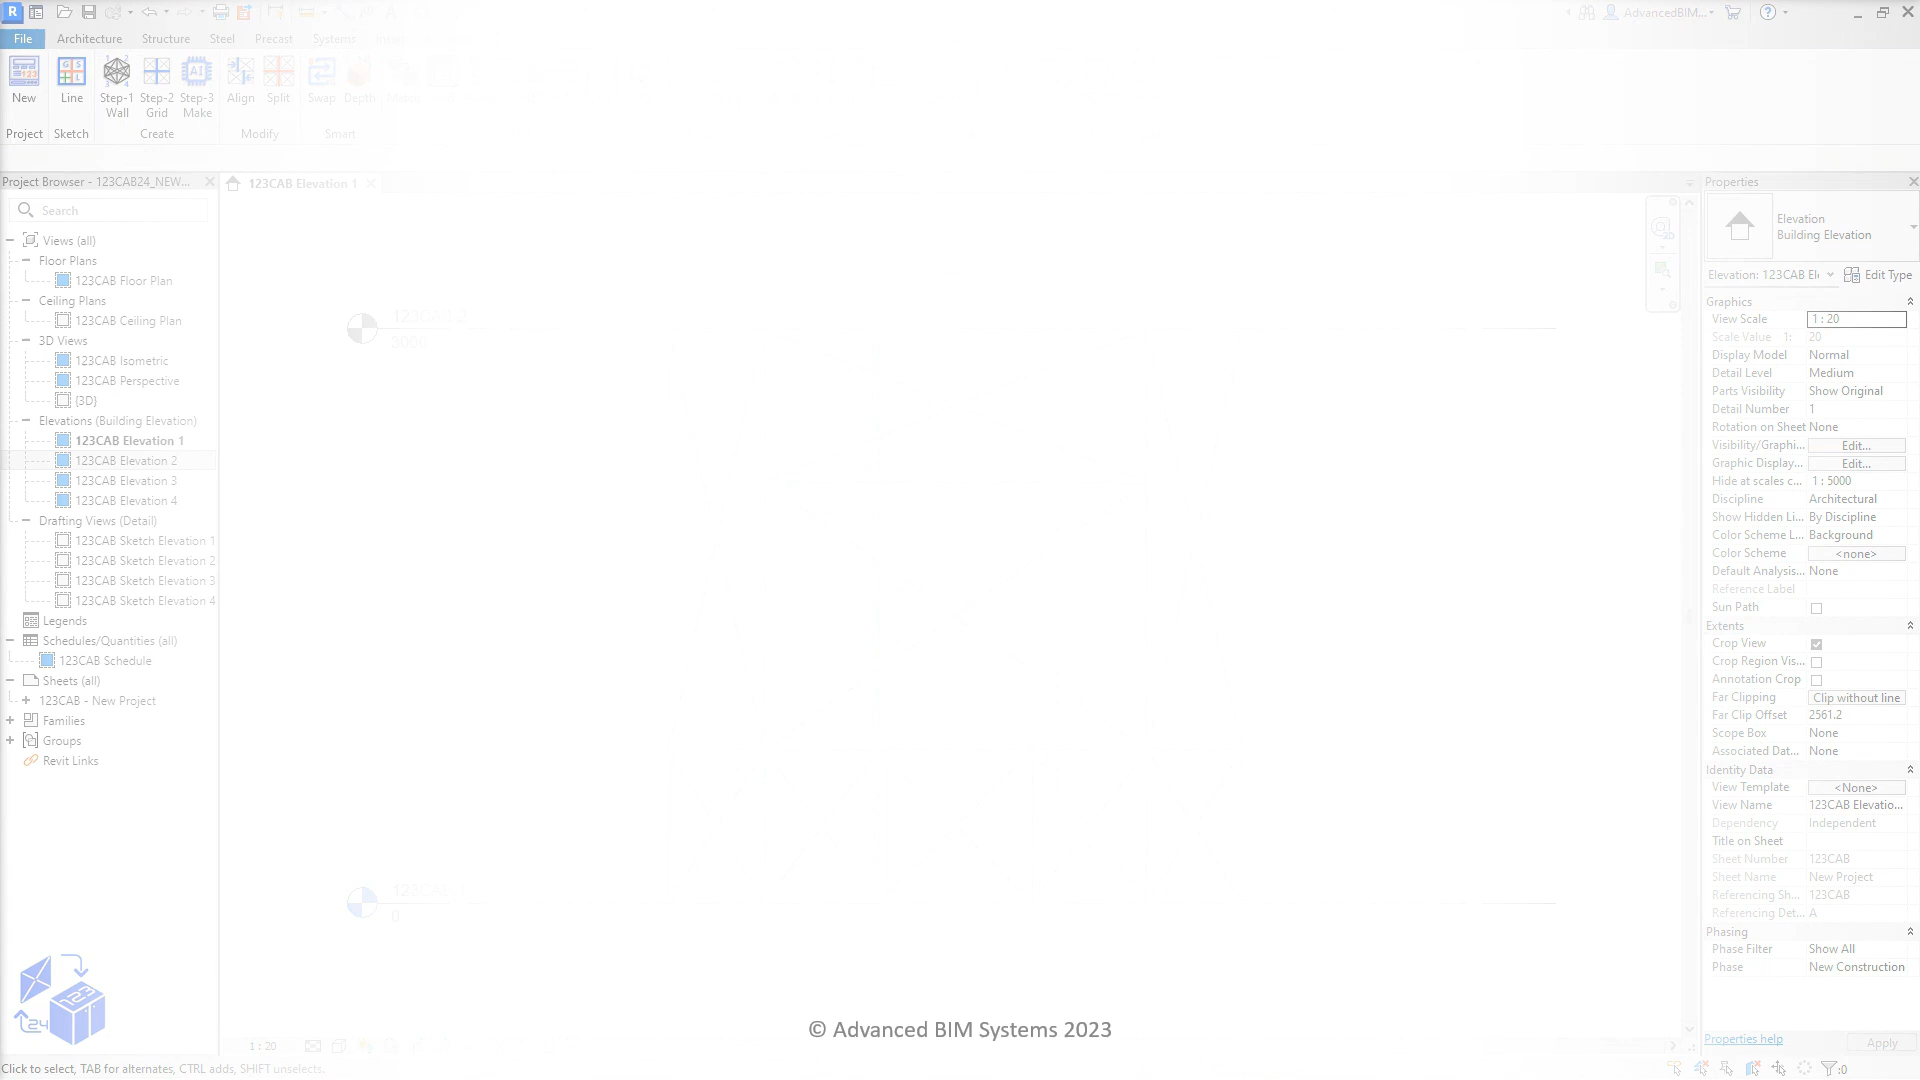 AdvancedBIM...
File Architecture Structure Steel Precast Systems
New Line Step-1 Wall Step-2 Grid Step-3 Make Align Split Swap Depth
Project Sketch Create Modify Smart
Project Browser - 123CAB24_NEW...
Search
Views (all)
Floor Plans
123CAB Floor Plan
Ceiling Plans
123CAB Ceiling Plan
3D Views
123CAB Isometric
123CAB Perspective
{3D}
Elevations (Building Elevation)
123CAB Elevation 1
123CAB Elevation 2
123CAB Elevation 3
123CAB Elevation 4
Drafting Views (Detail)
123CAB Sketch Elevation 1
123CAB Sketch Elevation 2
123CAB Sketch Elevation 3
123CAB Sketch Elevation 4
Legends
Schedules/Quantities (all)
123CAB Schedule
Sheets (all)
123CAB - New Project
Families
Groups
Revit Links
123CAB Elevation 1
3000
0
1 : 20
© Advanced BIM Systems 2023
Properties
Elevation
Building Elevation
Elevation: 123CAB El
Edit Type
Graphics
View Scale 1 : 20
Scale Value 1: 20
Display Model Normal
Detail Level Medium
Parts Visibility Show Original
Detail Number 1
Rotation on Sheet None
Visibility/Graphi... Edit...
Graphic Display... Edit...
Hide at scales c... 1 : 5000
Discipline Architectural
Show Hidden Li... By Discipline
Color Scheme L... Background
Color Scheme <none>
Default Analysis... None
Reference Label
Sun Path
Extents
Crop View
Crop Region Vis...
Annotation Crop
Far Clipping Clip without line
Far Clip Offset 2561.2
Scope Box None
Associated Dat... None
Identity Data
View Template <None>
View Name 123CAB Elevatio...
Dependency Independent
Title on Sheet
Sheet Number 123CAB
Sheet Name New Project
Referencing Sh... 123CAB
Referencing Det... A
Phasing
Phase Filter Show All
Phase New Construction
Properties help
Apply
Click to select, TAB for alternates, CTRL adds, SHIFT unselects.
:0